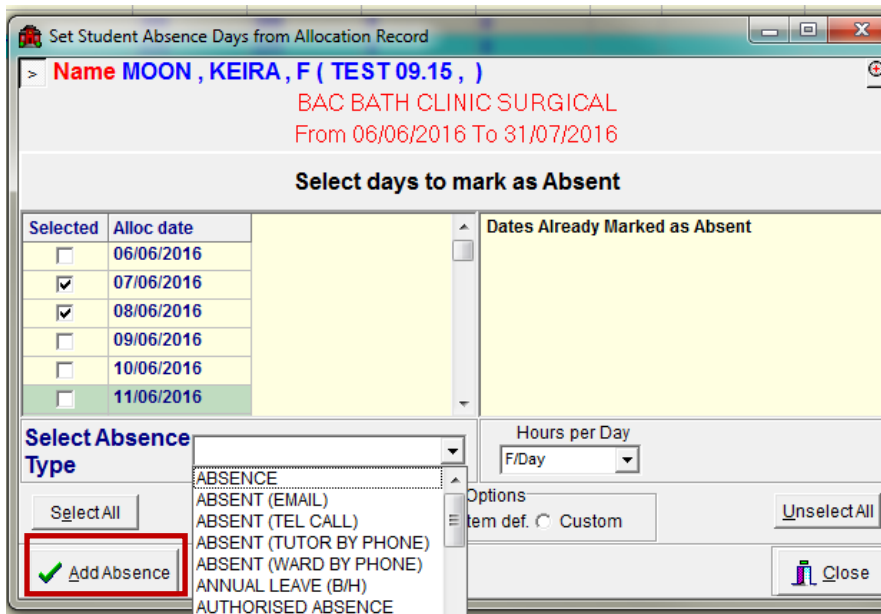 Set Student Absence Days from Allocation Record
> Name MOON , KEIRA , F ( TEST 09.15 , )
BAC BATH CLINIC SURGICAL
From 06/06/2016 To 31/07/2016
Select days to mark as Absent
Selected Alloc date
06/06/2016
07/06/2016
08/06/2016
09/06/2016
10/06/2016
11/06/2016
Dates Already Marked as Absent
Select Absence
Type
Hours per Day
F/Day
ABSENCE
ABSENT (EMAIL)
ABSENT (TEL CALL)
ABSENT (TUTOR BY PHONE)
ABSENT (WARD BY PHONE)
ANNUAL LEAVE (B/H)
AUTHORISED ABSENCE
Select All
Options
tem def. Custom
Unselect All
Add Absence
Close